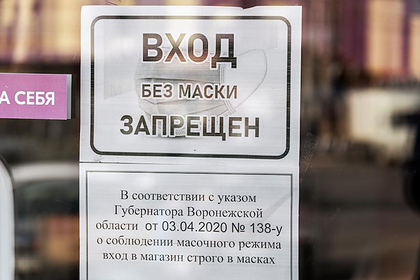 ВХОД
БЕЗ МАСКИ
ЗАПРЕЩЕН
А СЕБЯ
В соответствии с указом
Губернатора Воронежской
области от 03.04.2020 № 138-у
о соблюдении масочного режима
вход в магазин строго в масках